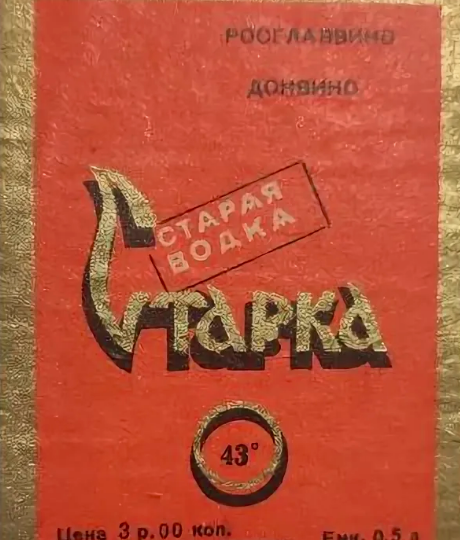 РОСГЛАВВИНО
ДОНВИНО
СТАРАЯ
ВОДКА
Старка
43°
Цена 3 р. 00 коп.
Емк. 0,5 л